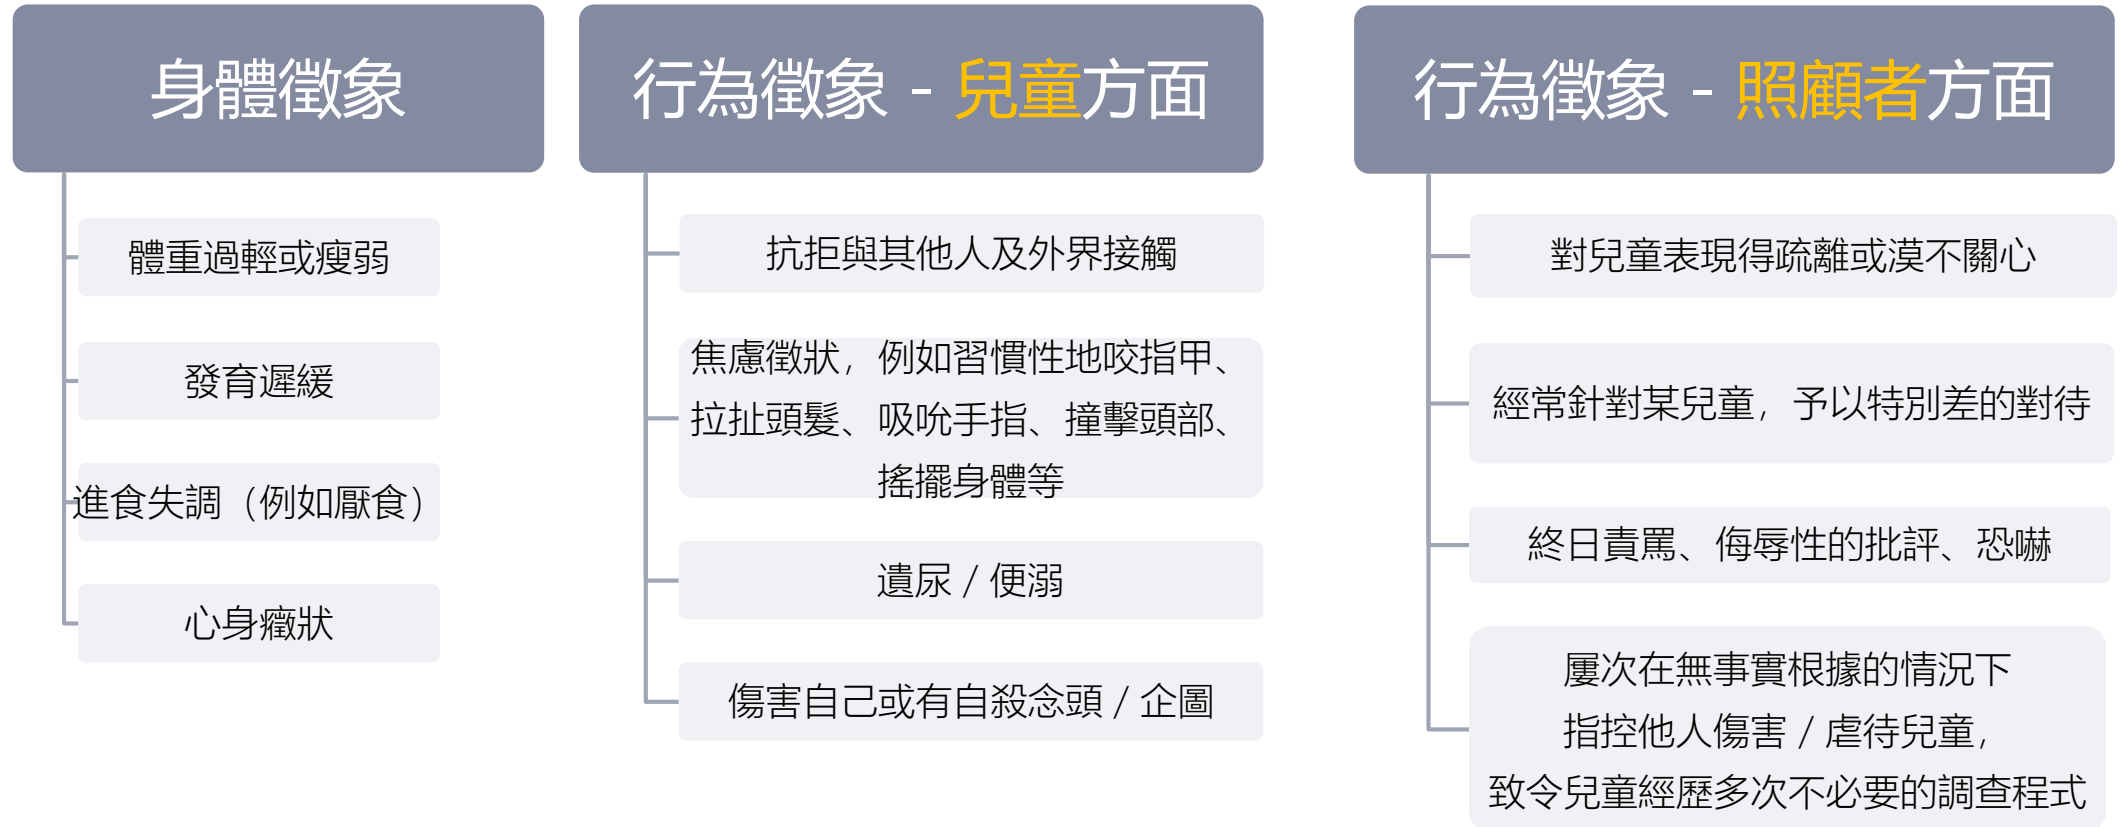 身體徵象
體重過輕或瘦弱
發育遲緩
進食失調（例如厭食）
心身癥狀
行為徵象 - 兒童方面
抗拒與其他人及外界接觸
焦慮徵狀，例如習慣性地咬指甲、
拉扯頭髮、吸吮手指、撞擊頭部、
搖擺身體等
遺尿 / 便溺
傷害自己或有自殺念頭 / 企圖
行為徵象 - 照顧者方面
對兒童表現得疏離或漠不關心
經常針對某兒童，予以特別差的對待
終日責罵、侮辱性的批評、恐嚇
屢次在無事實根據的情況下
指控他人傷害 / 虐待兒童，
致令兒童經歷多次不必要的調查程式